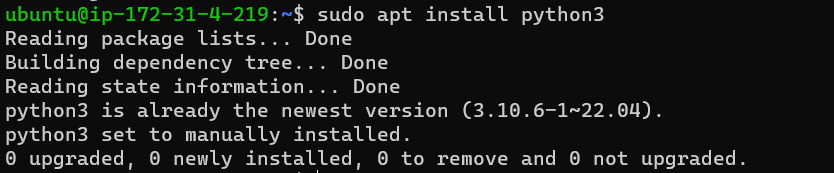 ubuntu@ip-172-31-4-219:~$ sudo apt install python3
Reading package lists... Done
Building dependency tree... Done
Reading state information... Done
python3 is already the newest version (3.10.6-1~22.04).
python3 set to manually installed.
0 upgraded, 0 newly installed, 0 to remove and 0 not upgraded.